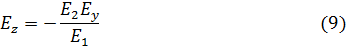 E_z = -\frac{E_2 E_y}{E_1} (9)